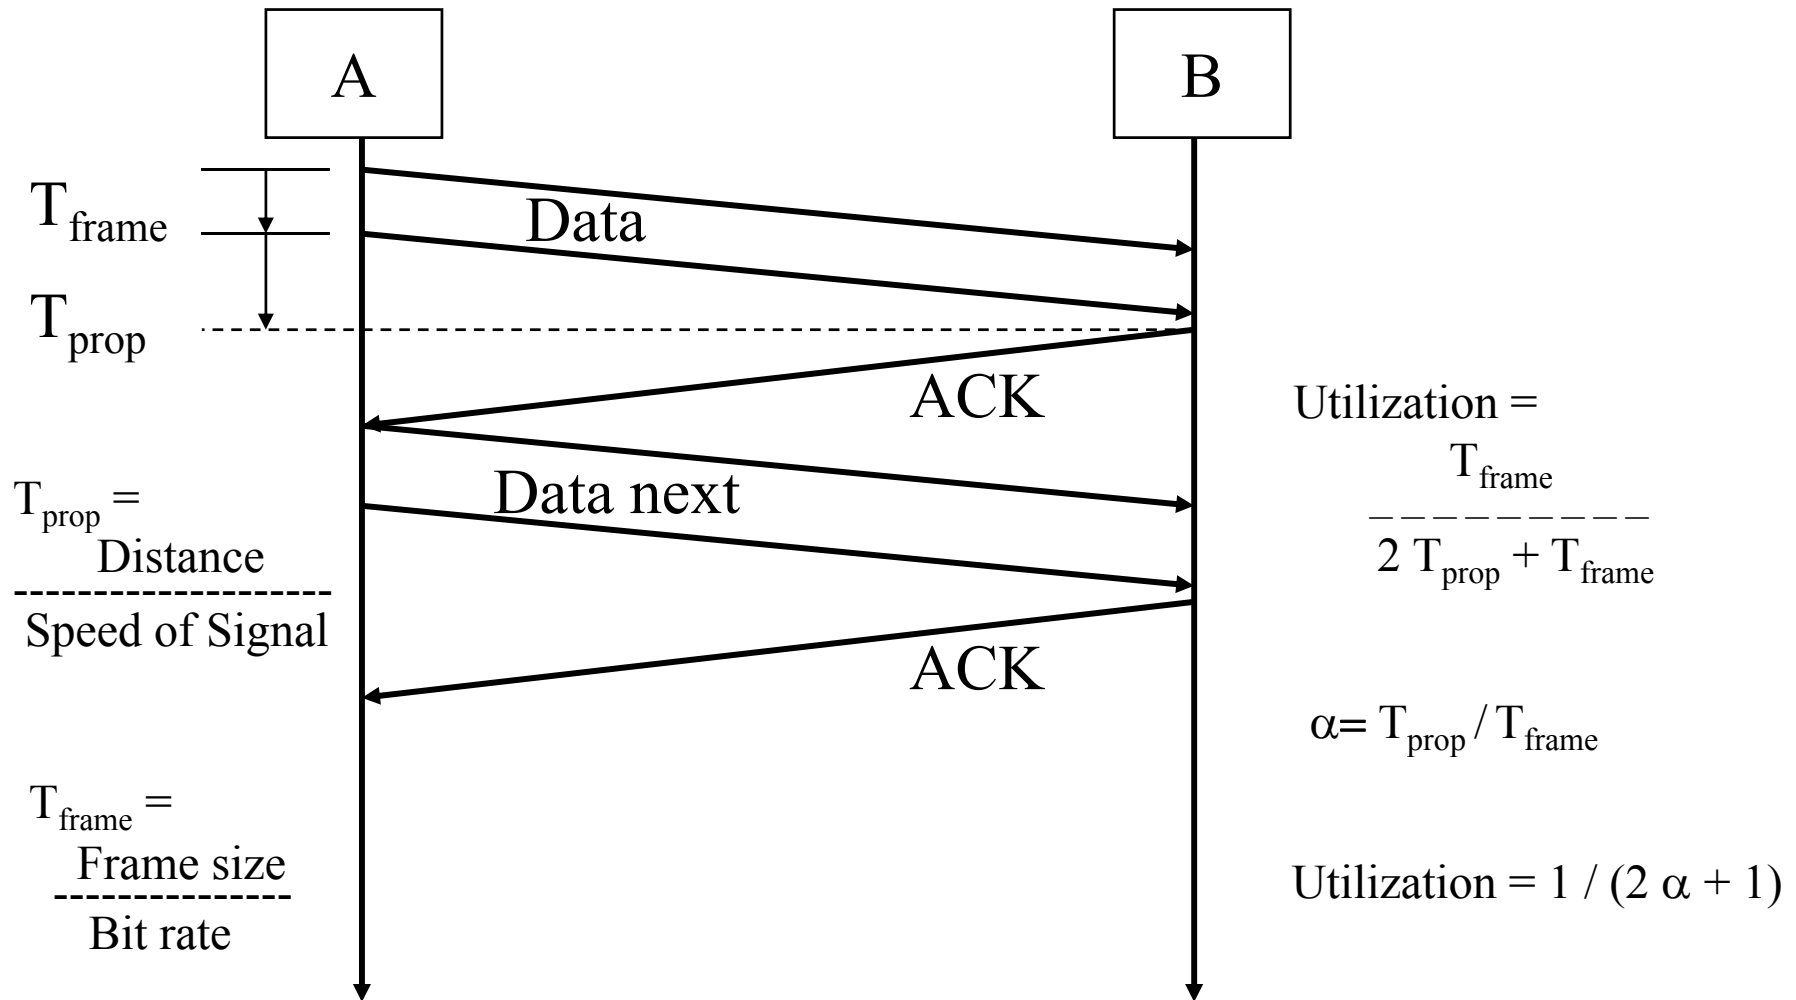 A
B
T_frame
Data
T_prop
ACK
Utilization =
T_frame
_ _ _ _ _ _ _ _ _
2 T_prop + T_frame
Data next
T_prop =
Distance
-------------------
Speed of Signal
ACK
α= T_prop / T_frame
T_frame =
Frame size
--------------
Bit rate
Utilization = 1 / (2 α + 1)